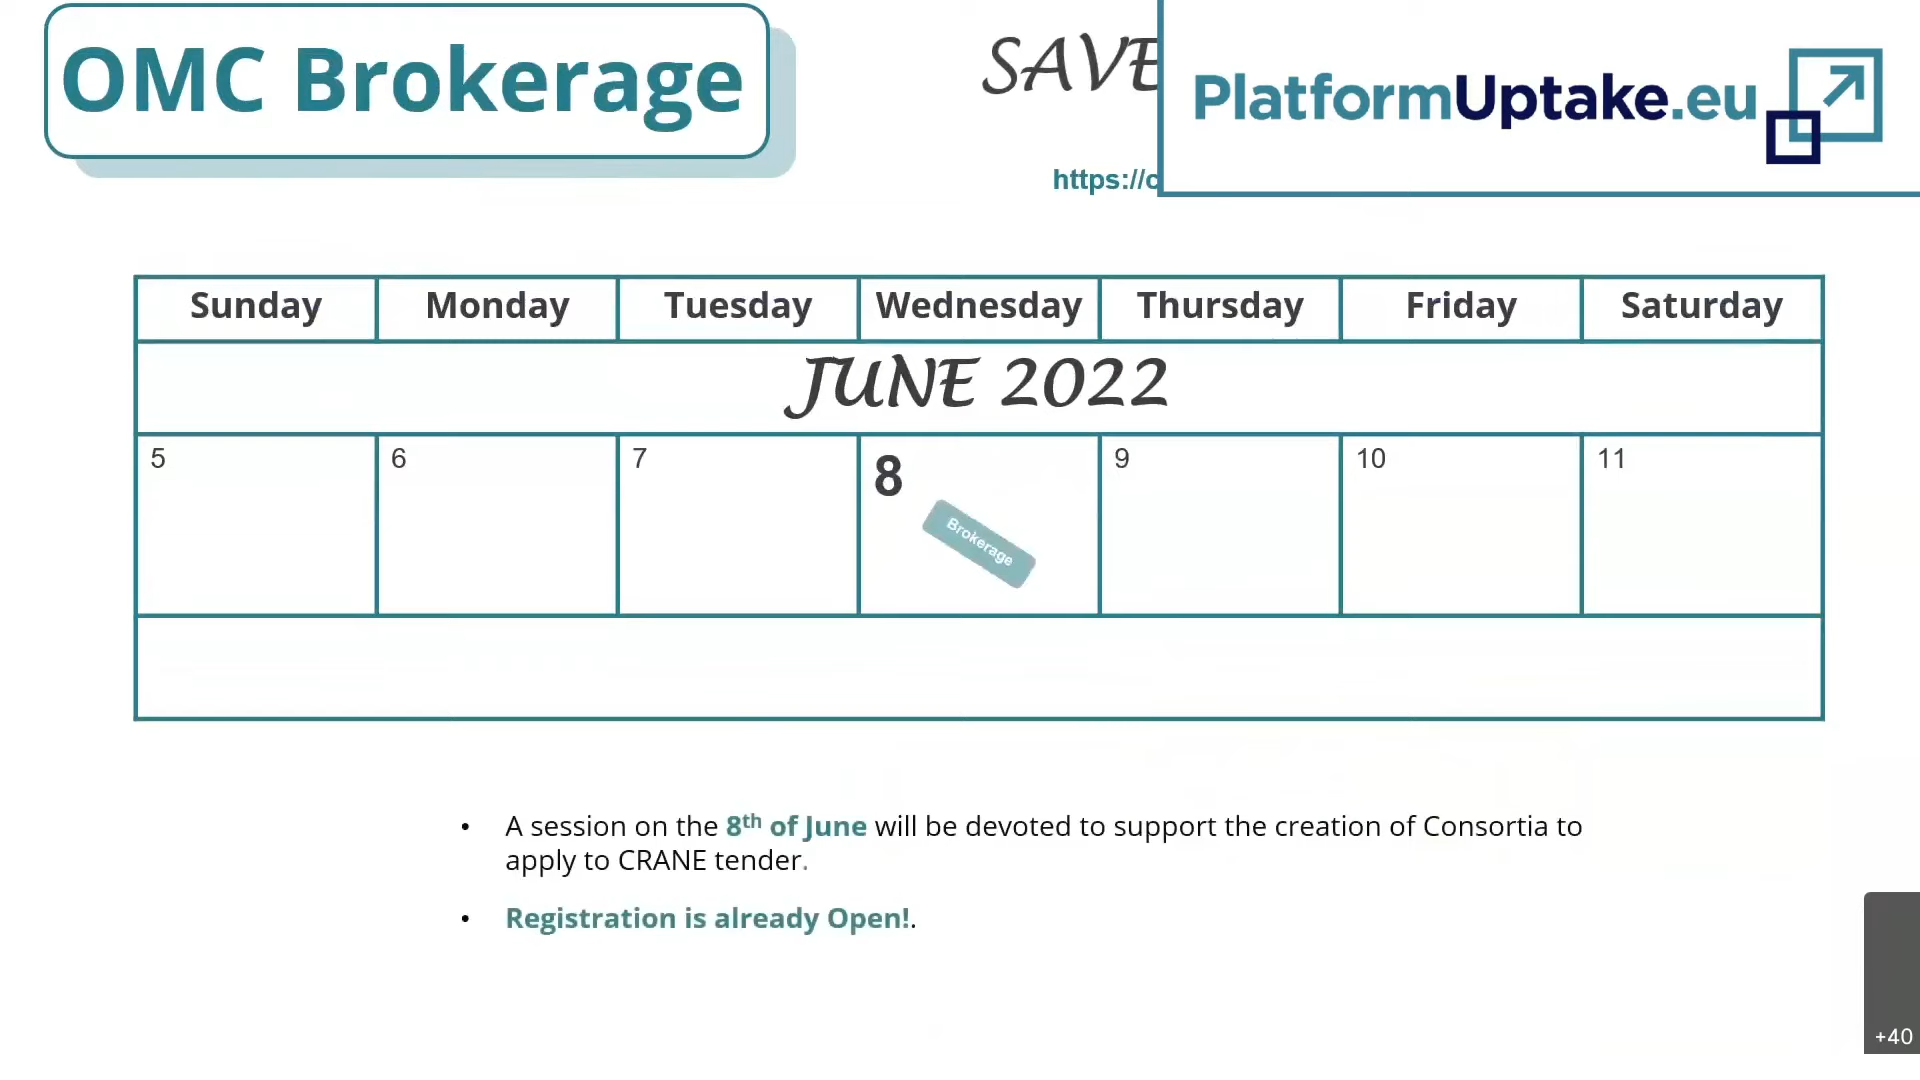 OMC Brokerage
SAVE
PlatformUptake.eu
https://c
Sunday Monday Tuesday Wednesday Thursday Friday Saturday
JUNE 2022
5 6 7 8 9 10 11
Brokerage
• A session on the 8th of June will be devoted to support the creation of Consortia to
apply to CRANE tender.
• Registration is already Open!.
+40